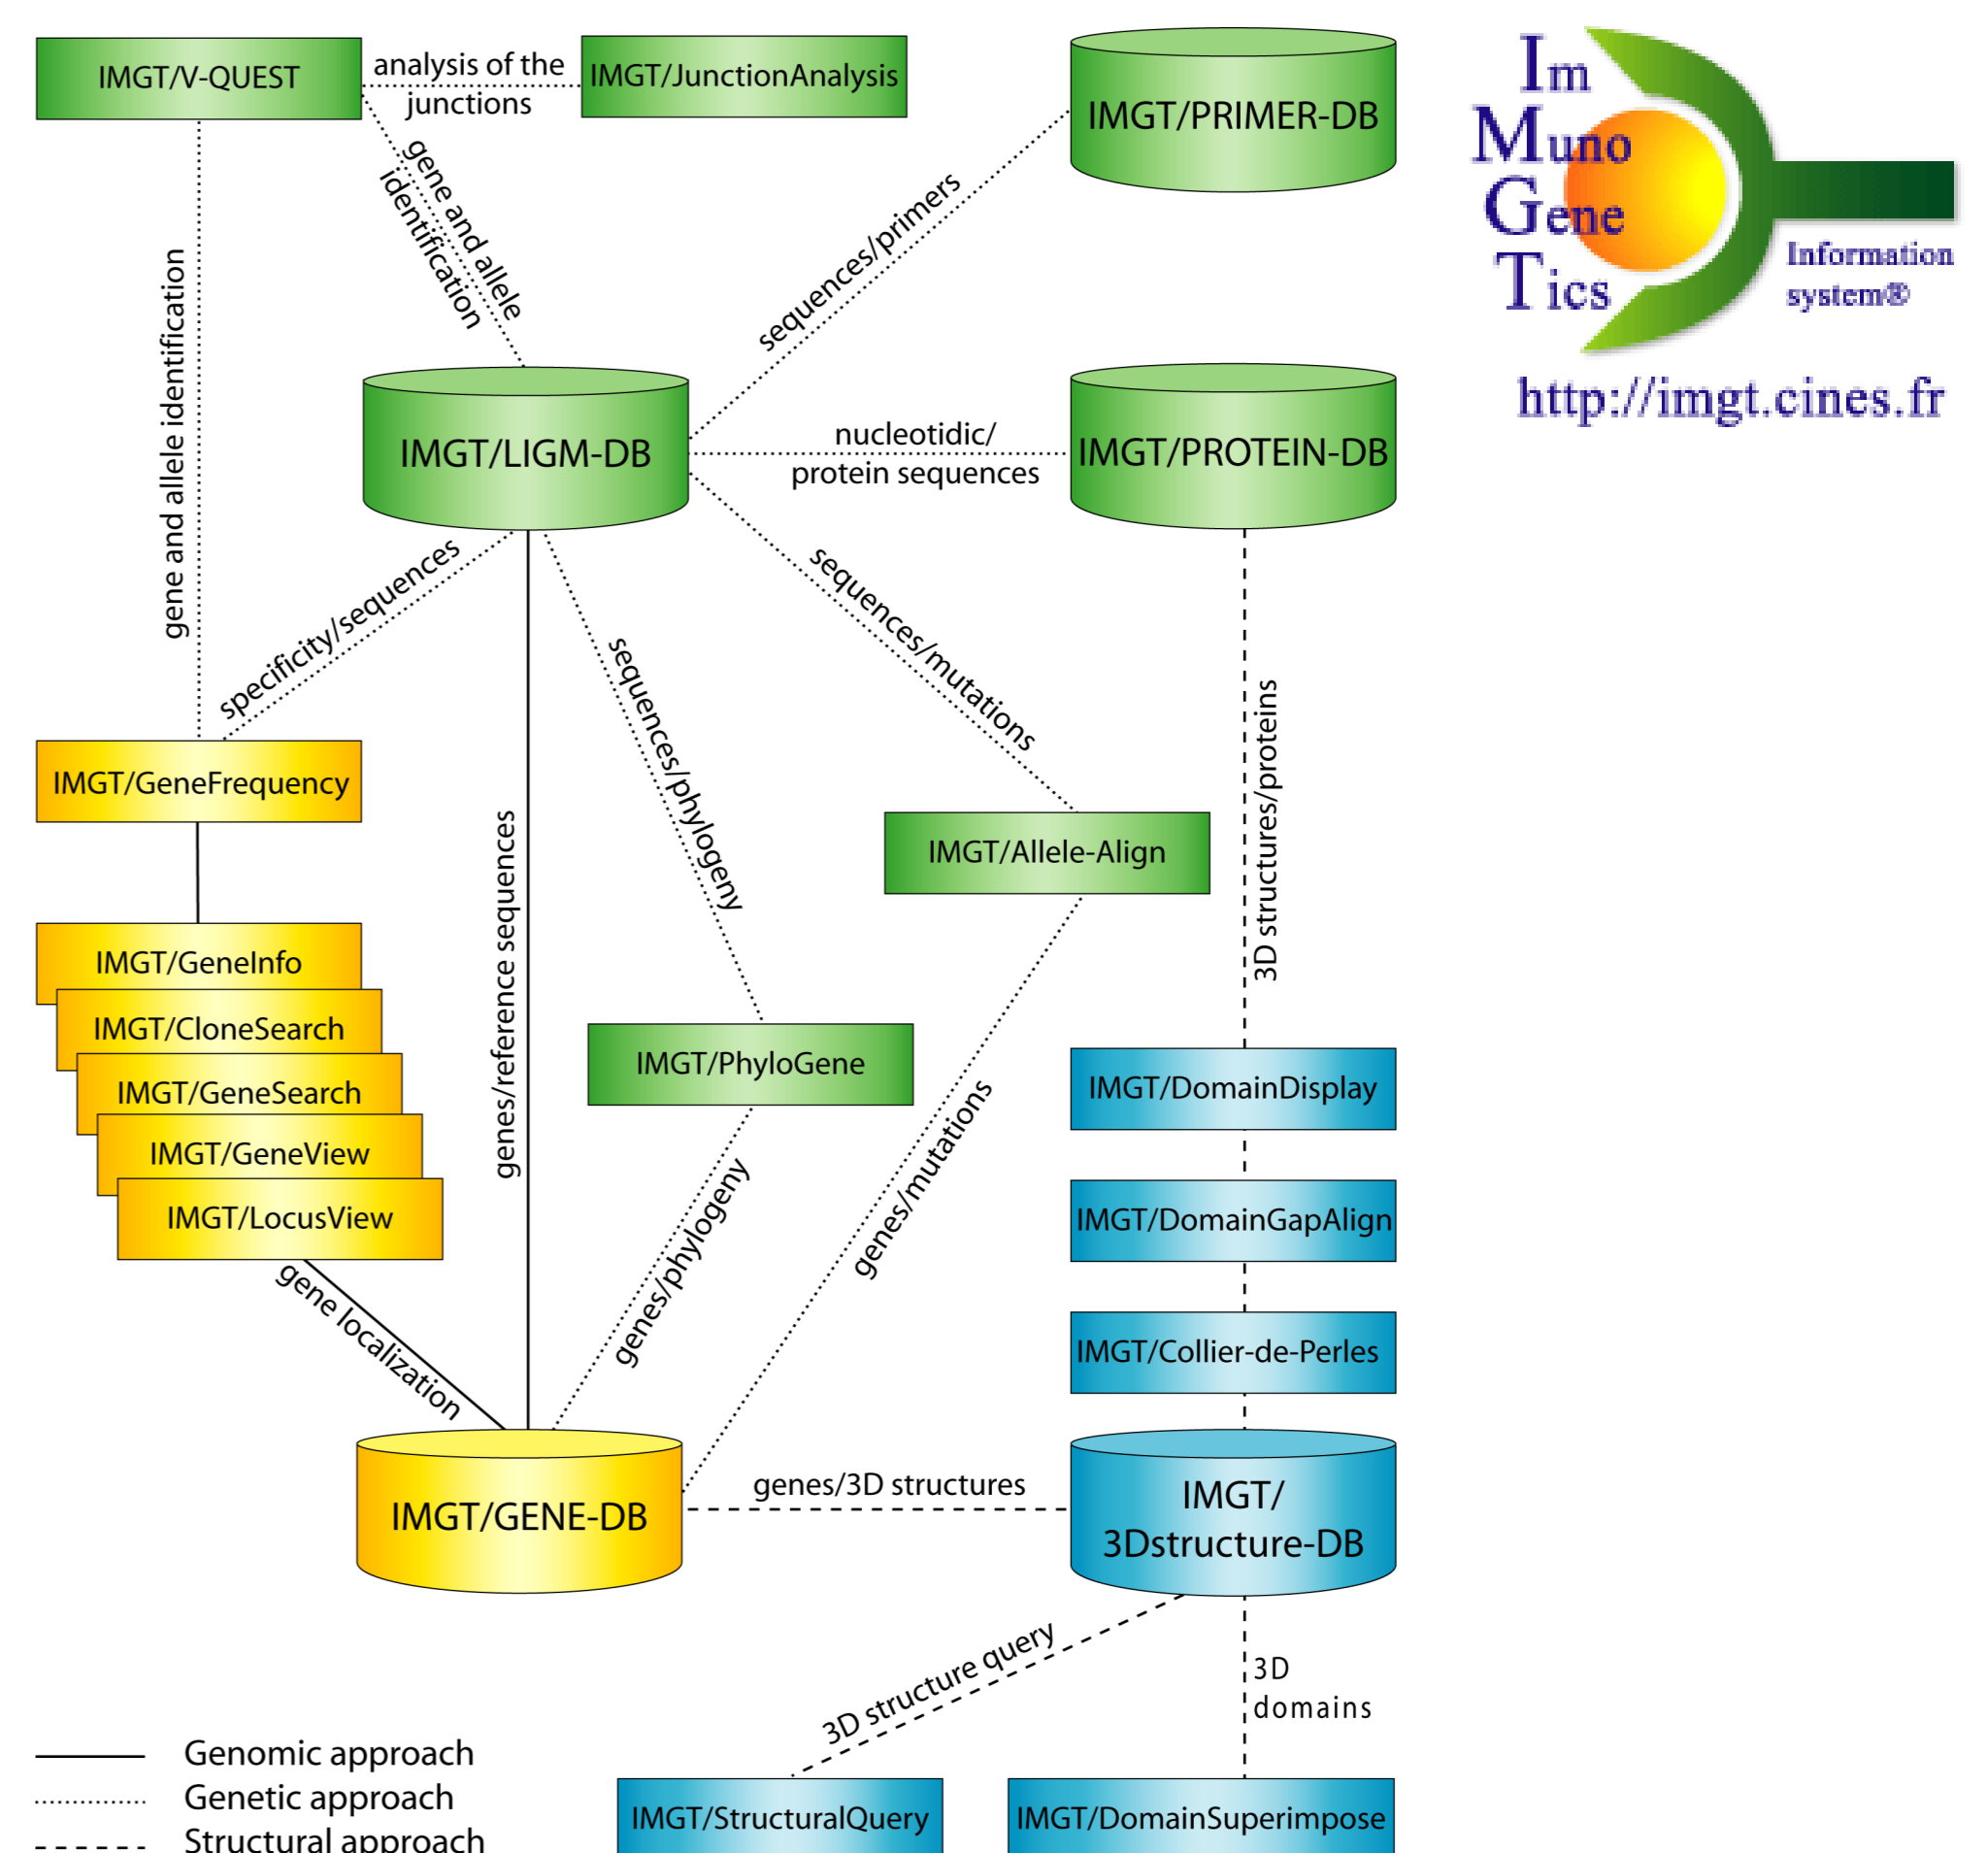 IMGT/V-QUEST
analysis of the
junctions
IMGT/JunctionAnalysis
IMGT/PRIMER-DB
Im
Muno
Gene
Tics
Information
system®
http://imgt.cines.fr
gene and allele
identification
gene and allele identification
sequences/primers
IMGT/LIGM-DB
nucleotidic/
protein sequences
IMGT/PROTEIN-DB
specificity/sequences
sequences/phylogeny
sequences/mutations
3D structures/proteins
genes/reference sequences
IMGT/GeneFrequency
IMGT/Allele-Align
IMGT/GeneInfo
IMGT/CloneSearch
IMGT/GeneSearch
IMGT/GeneView
IMGT/LocusView
IMGT/PhyloGene
IMGT/DomainDisplay
IMGT/DomainGapAlign
IMGT/Collier-de-Perles
gene localization
genes/phylogeny
genes/mutations
IMGT/GENE-DB
genes/3D structures
IMGT/
3Dstructure-DB
3D structure query
3D
domains
Genomic approach
Genetic approach
Structural approach
IMGT/StructuralQuery
IMGT/DomainSuperimpose